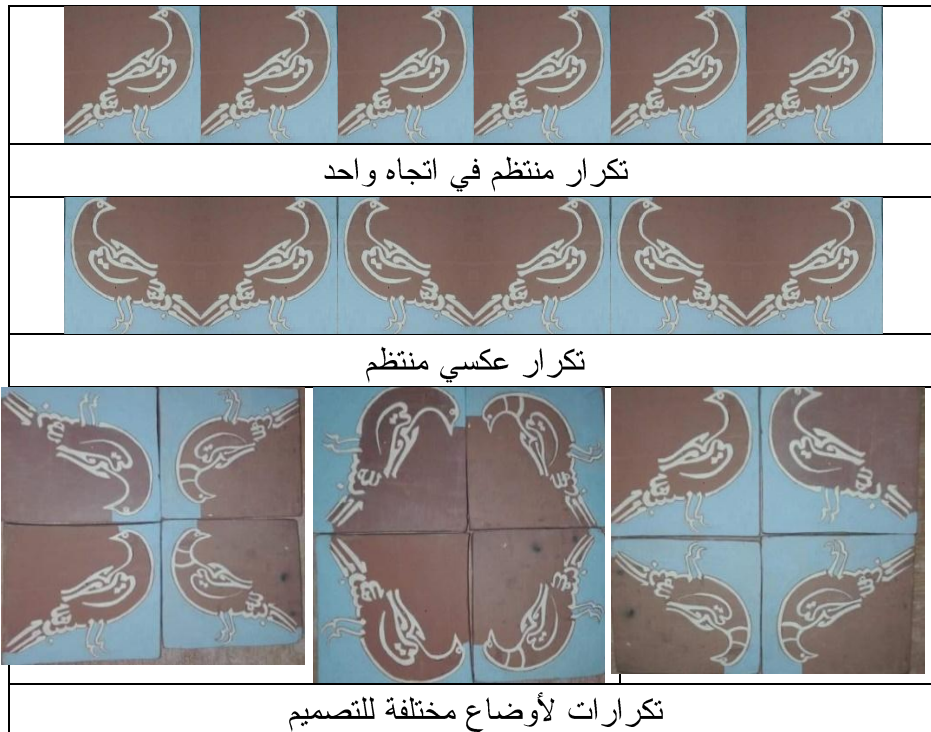 تكرار منتظم في اتجاه واحد
تكرار عكسي منتظم
تكرارات لأوضاع مختلفة للتصميم